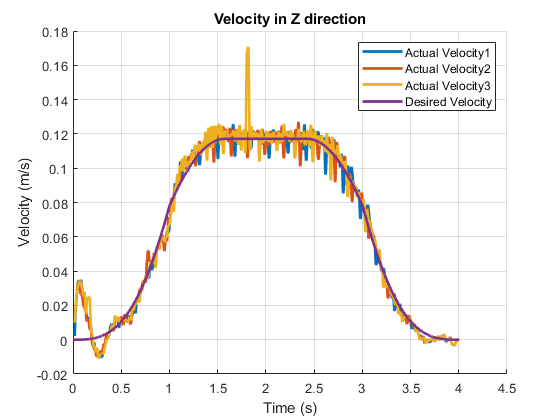 Velocity in Z direction
0.18
0.16
0.14
0.12
0.1
0.08
0.06
0.04
0.02
0
-0.02
Velocity (m/s)
Actual Velocity1
Actual Velocity2
Actual Velocity3
Desired Velocity
0 0.5 1 1.5 2 2.5 3 3.5 4 4.5
Time (s)